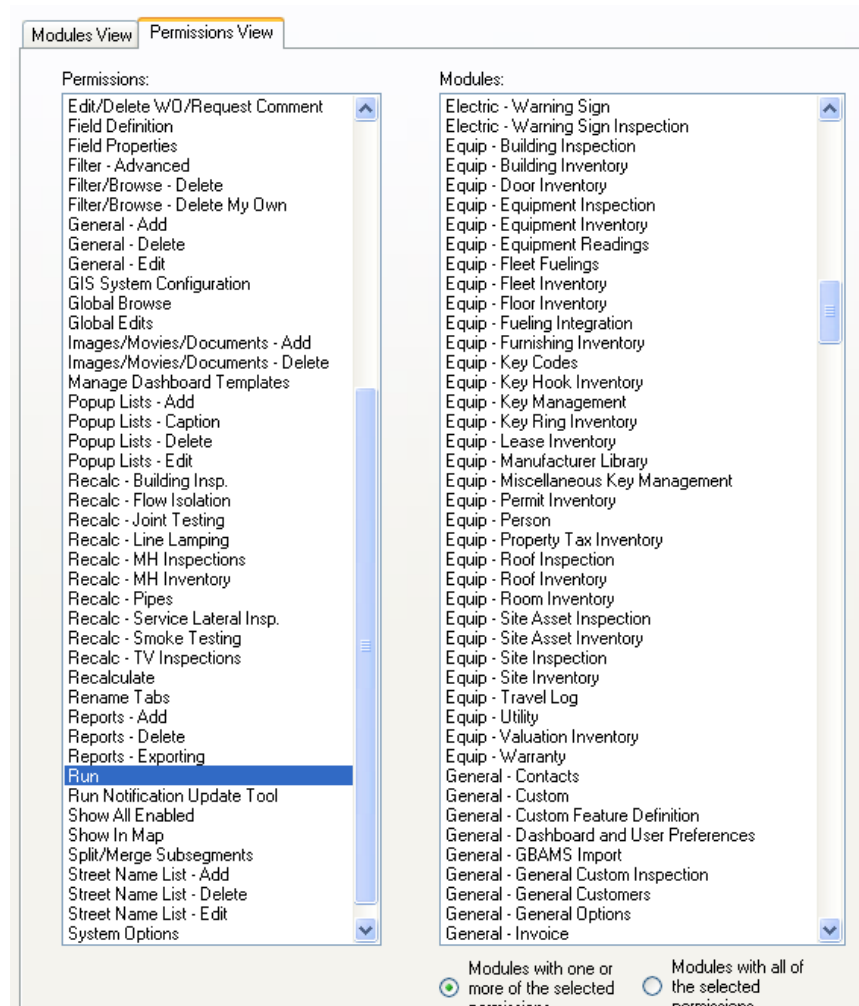 Modules View
Permissions View
Permissions:
Edit/Delete WO/Request Comment
Field Definition
Field Properties
Filter - Advanced
Filter/Browse - Delete
Filter/Browse - Delete My Own
General - Add
General - Delete
General - Edit
GIS System Configuration
Global Browse
Global Edits
Images/Movies/Documents - Add
Images/Movies/Documents - Delete
Manage Dashboard Templates
Popup Lists - Add
Popup Lists - Caption
Popup Lists - Delete
Popup Lists - Edit
Recalc - Building Insp.
Recalc - Flow Isolation
Recalc - Joint Testing
Recalc - Line Lamping
Recalc - MH Inspections
Recalc - MH Inventory
Recalc - Pipes
Recalc - Service Lateral Insp.
Recalc - Smoke Testing
Recalc - TV Inspections
Recalculate
Rename Tabs
Reports - Add
Reports - Delete
Reports - Exporting
Run
Run Notification Update Tool
Show All Enabled
Show In Map
Split/Merge Subsegments
Street Name List - Add
Street Name List - Delete
Street Name List - Edit
System Options
Modules:
Electric - Warning Sign
Electric - Warning Sign Inspection
Equip - Building Inspection
Equip - Building Inventory
Equip - Door Inventory
Equip - Equipment Inspection
Equip - Equipment Inventory
Equip - Equipment Readings
Equip - Fleet Fuelings
Equip - Fleet Inventory
Equip - Floor Inventory
Equip - Fueling Integration
Equip - Furnishing Inventory
Equip - Key Codes
Equip - Key Hook Inventory
Equip - Key Management
Equip - Key Ring Inventory
Equip - Lease Inventory
Equip - Manufacturer Library
Equip - Miscellaneous Key Management
Equip - Permit Inventory
Equip - Person
Equip - Property Tax Inventory
Equip - Roof Inspection
Equip - Roof Inventory
Equip - Room Inventory
Equip - Site Asset Inspection
Equip - Site Asset Inventory
Equip - Site Inspection
Equip - Site Inventory
Equip - Travel Log
Equip - Utility
Equip - Valuation Inventory
Equip - Warranty
General - Contacts
General - Custom
General - Custom Feature Definition
General - Dashboard and User Preferences
General - GBAMS Import
General - General Custom Inspection
General - General Customers
General - General Options
General - Invoice
Modules with one or
more of the selected
permissions
Modules with all of
the selected
permissions